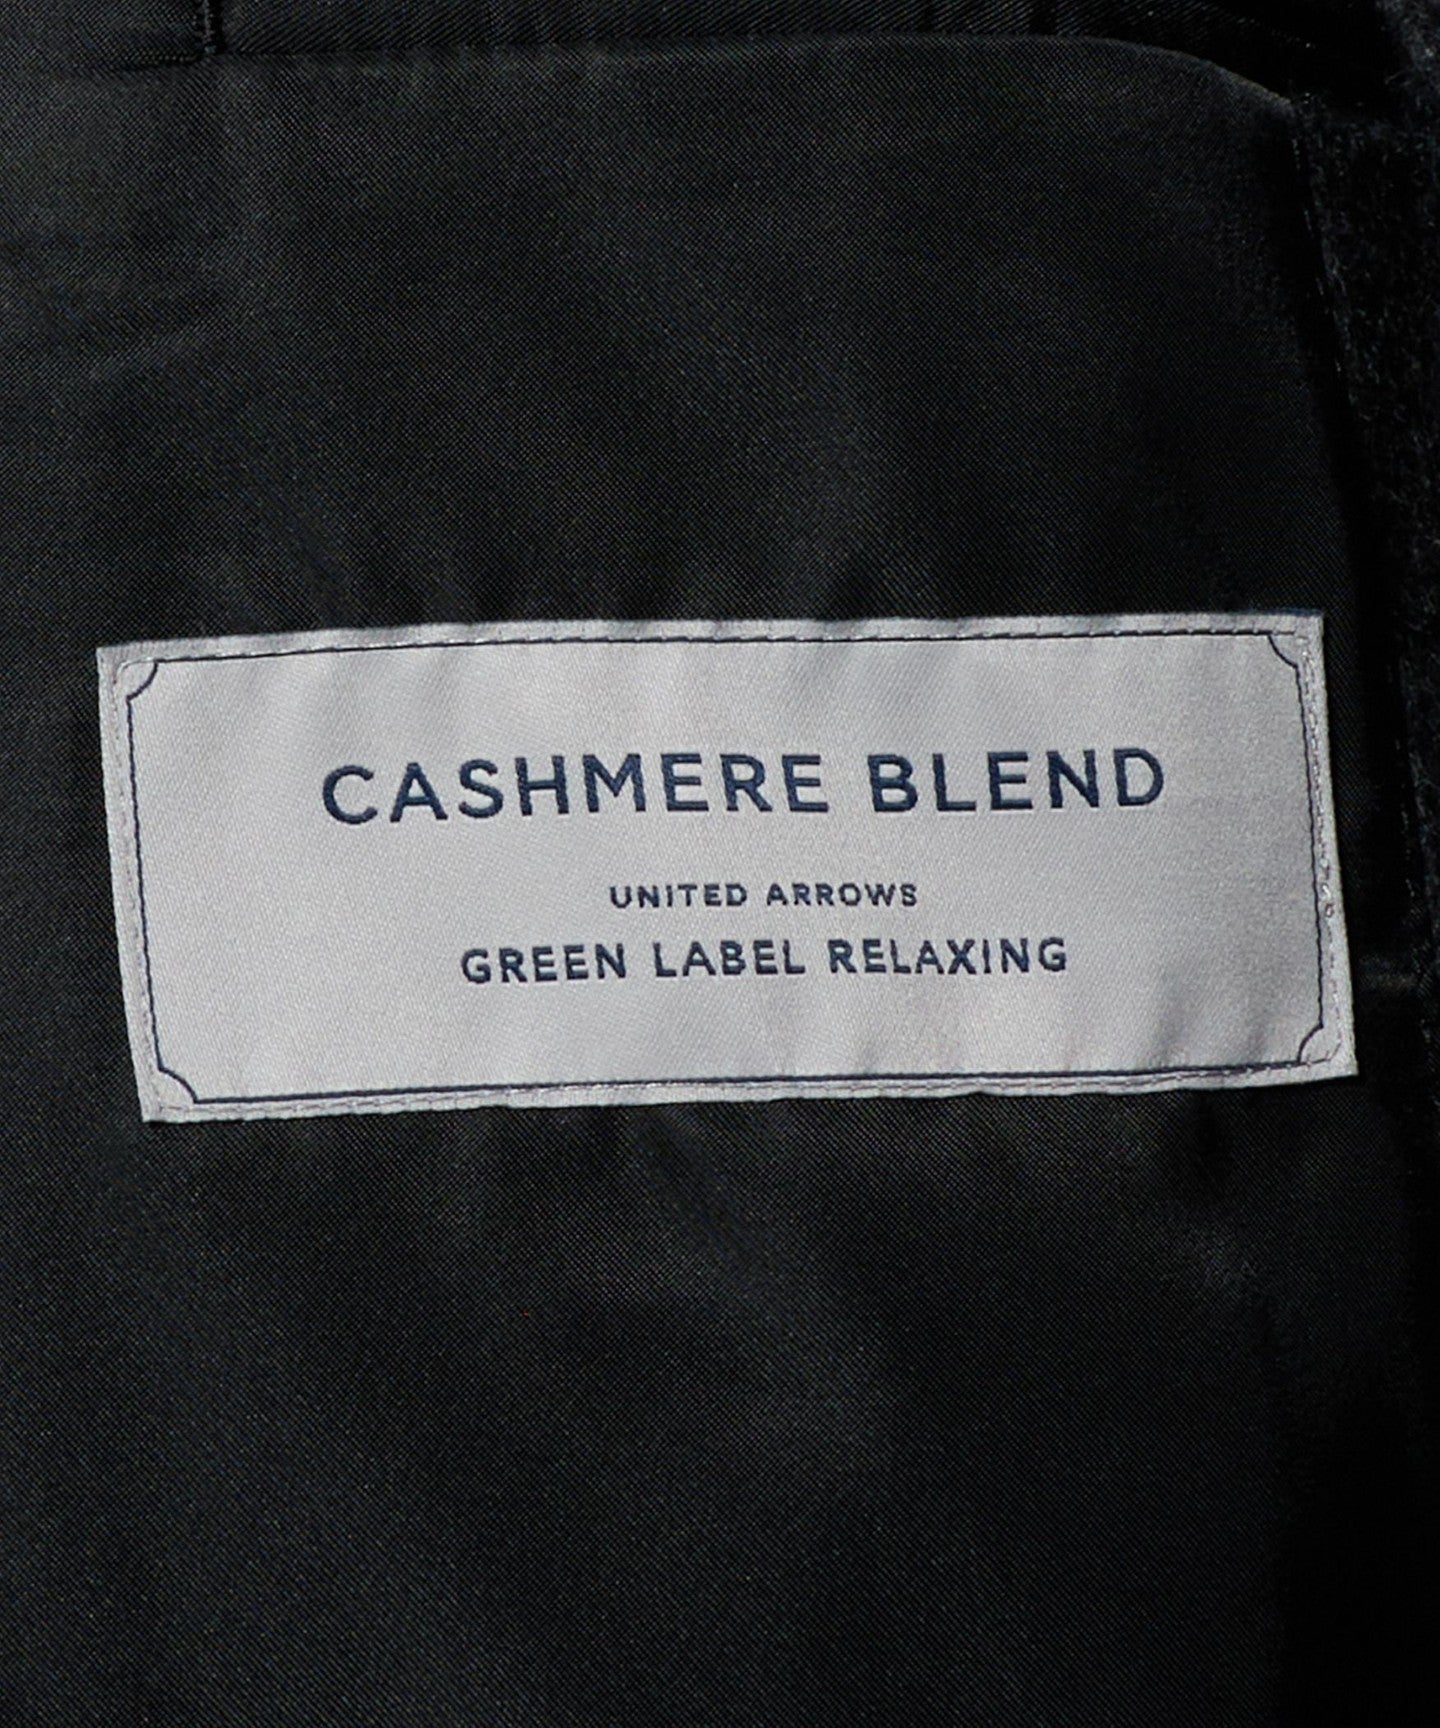 CASHMERE BLEND
UNITED ARROWS
GREEN LABEL RELAXING